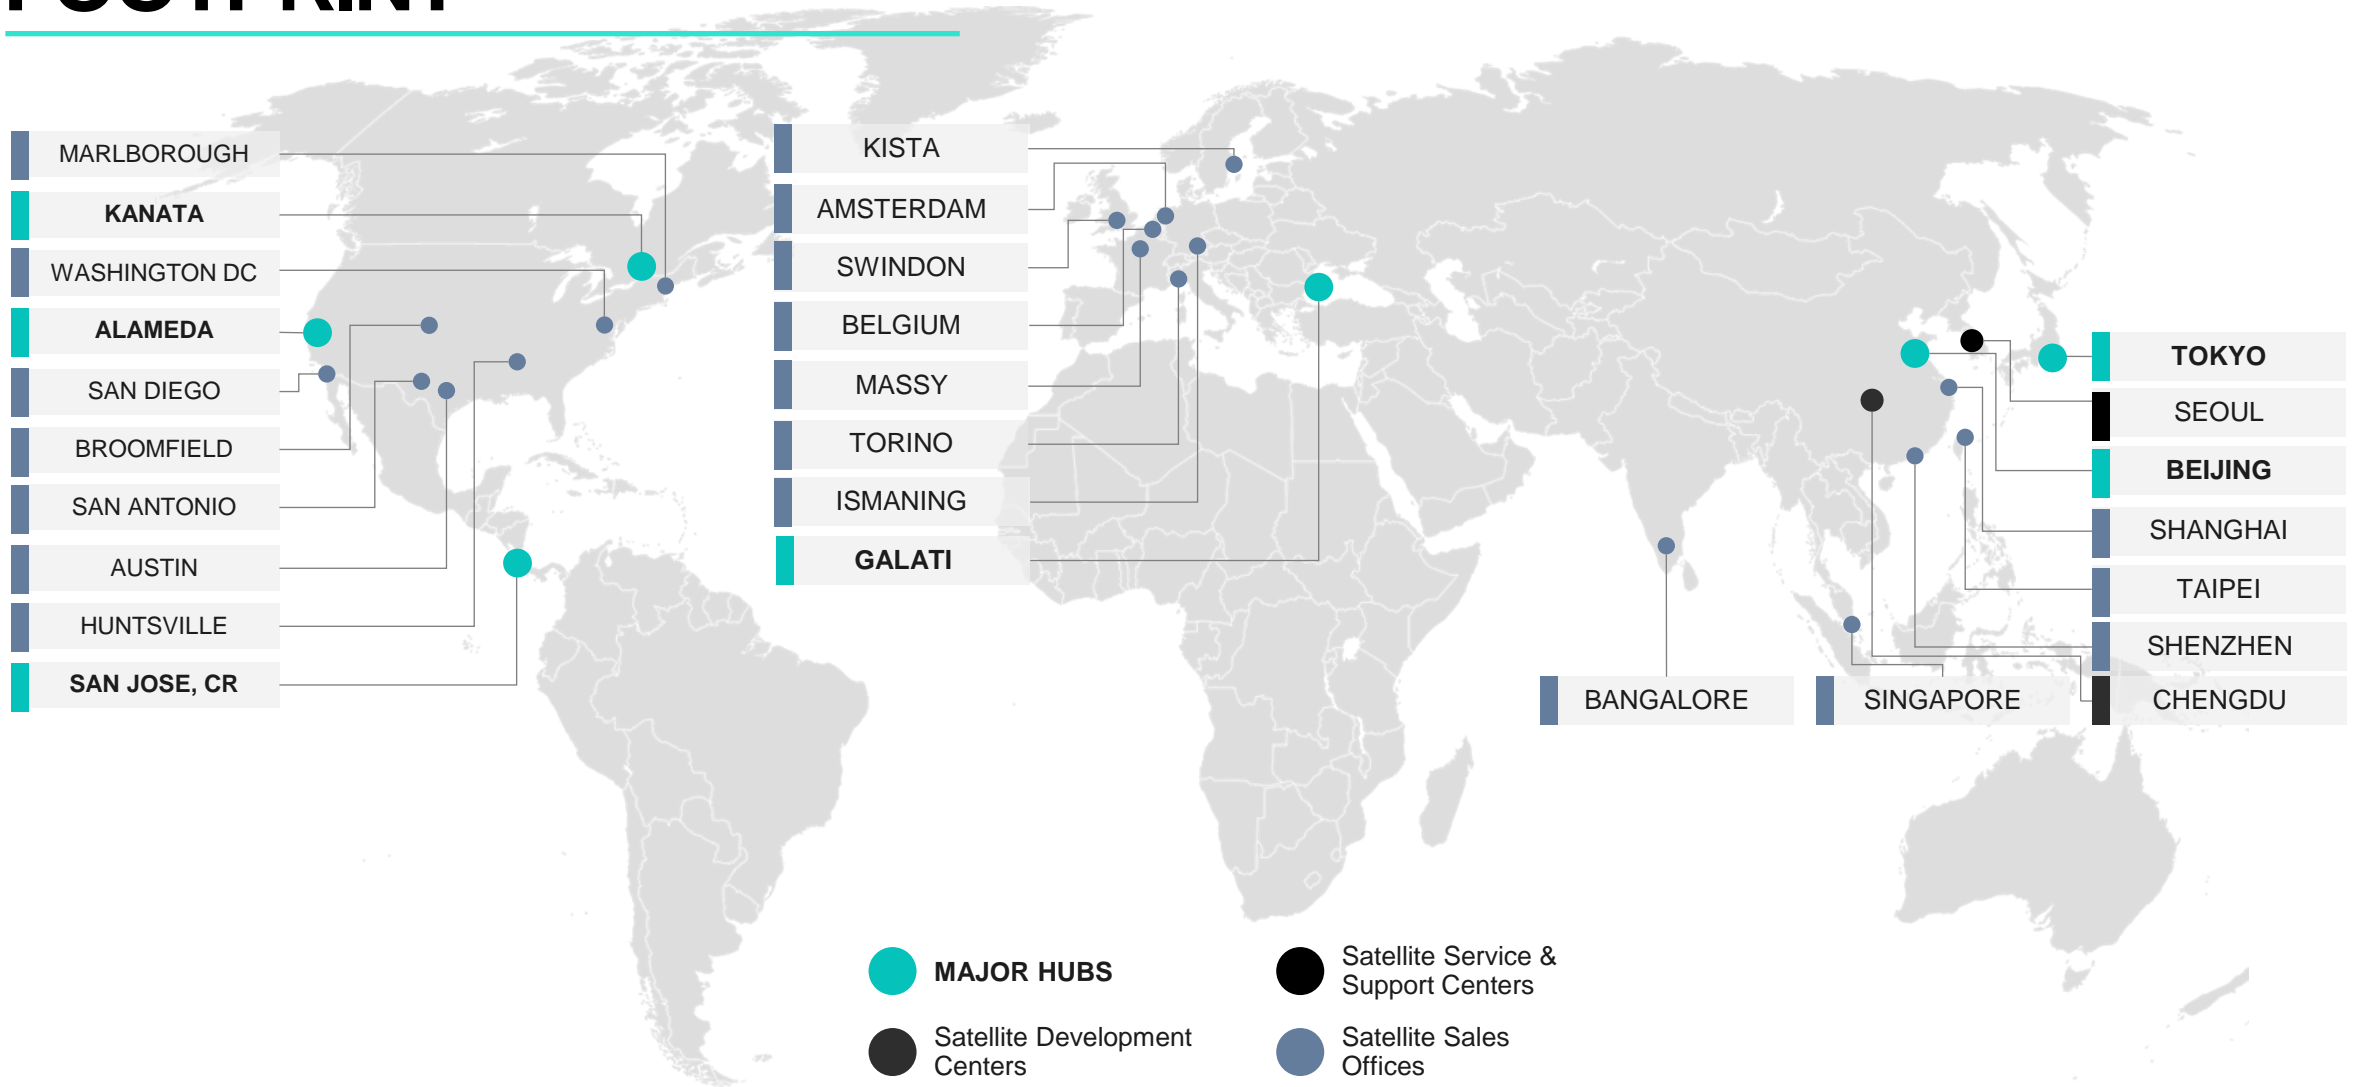 FOOTPRINT
MARLBOROUGH
KANATA
WASHINGTON DC
ALAMEDA
SAN DIEGO
BROOMFIELD
SAN ANTONIO
AUSTIN
HUNTSVILLE
SAN JOSE, CR
KISTA
AMSTERDAM
SWINDON
BELGIUM
MASSY
TORINO
ISMANING
GALATI
TOKYO
SEOUL
BEIJING
SHANGHAI
TAIPEI
SHENZHEN
CHENGDU
BANGALORE
SINGAPORE
MAJOR HUBS
Satellite Development
Centers
Satellite Service &
Support Centers
Satellite Sales
Offices